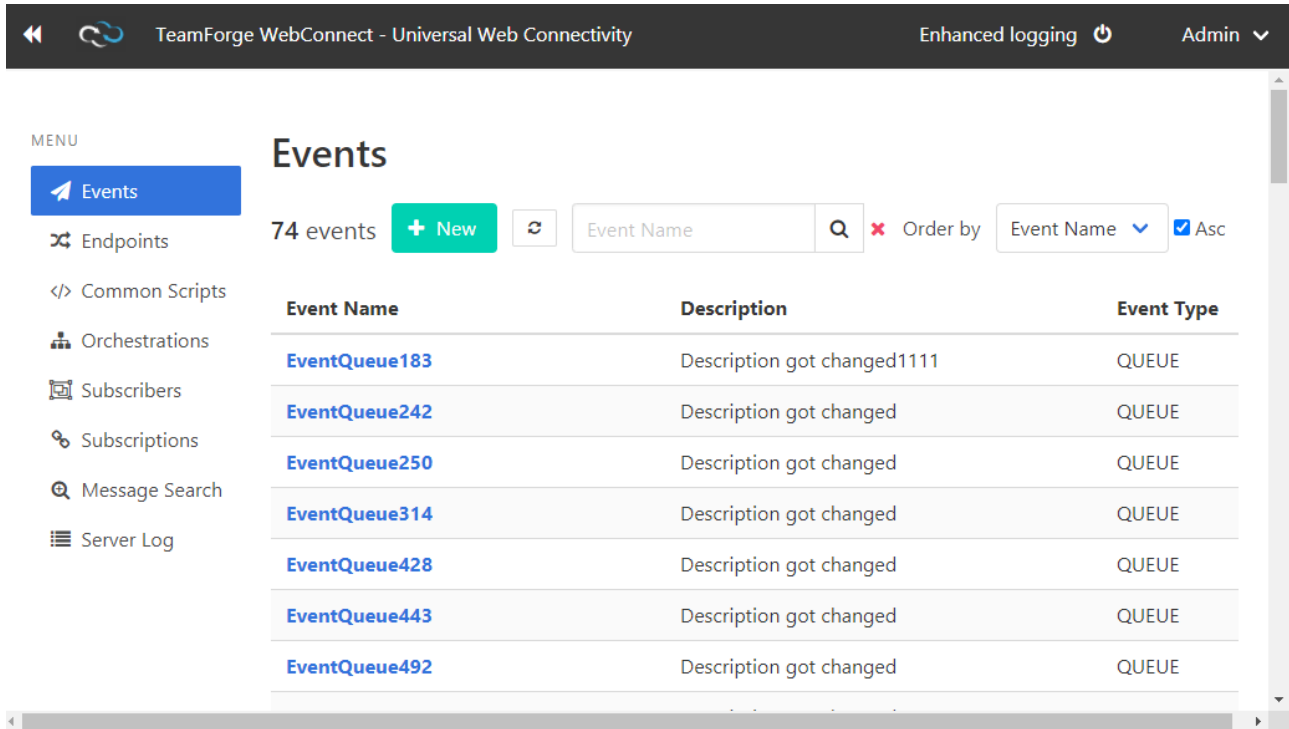 TeamForge WebConnect - Universal Web Connectivity Enhanced logging Admin
MENU
Events
Endpoints
Common Scripts
Orchestrations
Subscribers
Subscriptions
Message Search
Server Log
Events
74 events + New Event Name Order by Event Name Asc
Event Name Description Event Type
EventQueue183 Description got changed1111 QUEUE
EventQueue242 Description got changed QUEUE
EventQueue250 Description got changed QUEUE
EventQueue314 Description got changed QUEUE
EventQueue428 Description got changed QUEUE
EventQueue443 Description got changed QUEUE
EventQueue492 Description got changed QUEUE